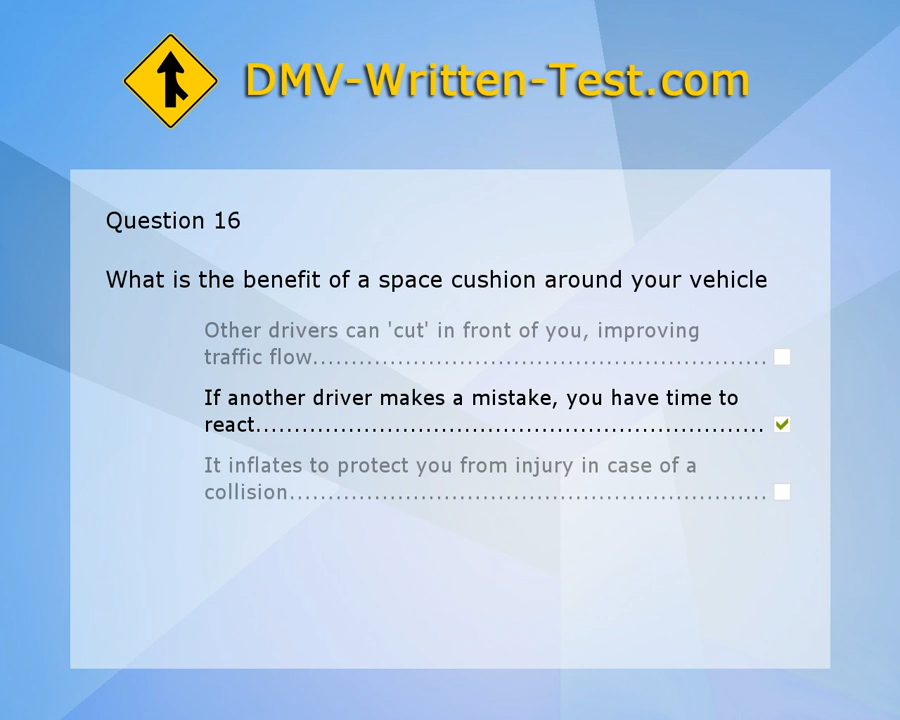 DMV-Written-Test.com
Question 16
What is the benefit of a space cushion around your vehicle
Other drivers can 'cut' in front of you, improving
traffic flow..........................................................
If another driver makes a mistake, you have time to
react.................................................................
It inflates to protect you from injury in case of a
collision.............................................................